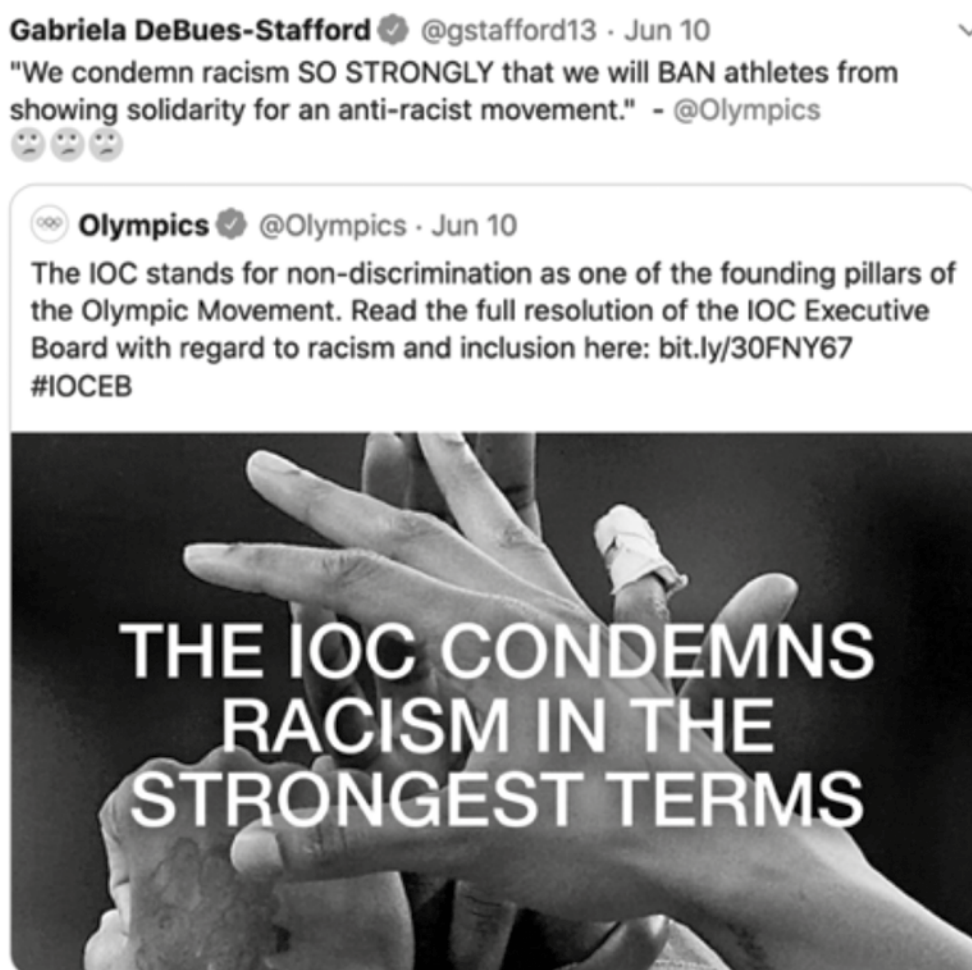 Gabriela DeBues-Stafford @gstafford13 · Jun 10
"We condemn racism SO STRONGLY that we will BAN athletes from
showing solidarity for an anti-racist movement." - @Olympics
🙄🙄🙄
Olympics @Olympics · Jun 10
The IOC stands for non-discrimination as one of the founding pillars of
the Olympic Movement. Read the full resolution of the IOC Executive
Board with regard to racism and inclusion here: bit.ly/30FNY67
#IOCEB
THE IOC CONDEMNS
RACISM IN THE
STRONGEST TERMS